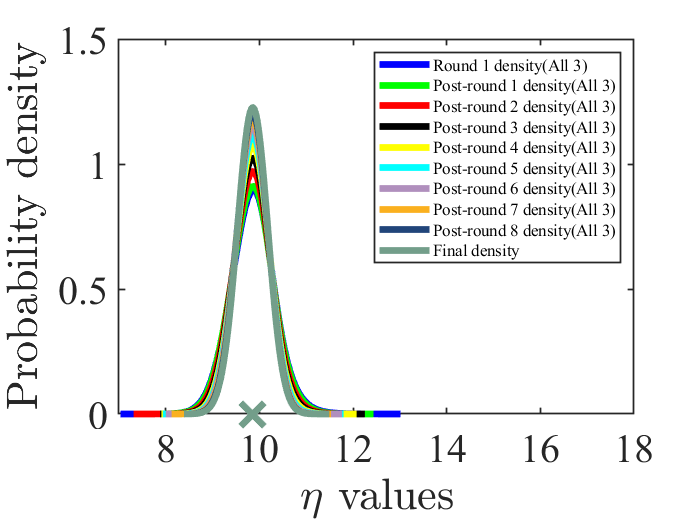 1.5
1
0.5
0
Probability density
Round 1 density(All 3)
Post-round 1 density(All 3)
Post-round 2 density(All 3)
Post-round 3 density(All 3)
Post-round 4 density(All 3)
Post-round 5 density(All 3)
Post-round 6 density(All 3)
Post-round 7 density(All 3)
Post-round 8 density(All 3)
Final density
8 10 12 14 16 18
η values